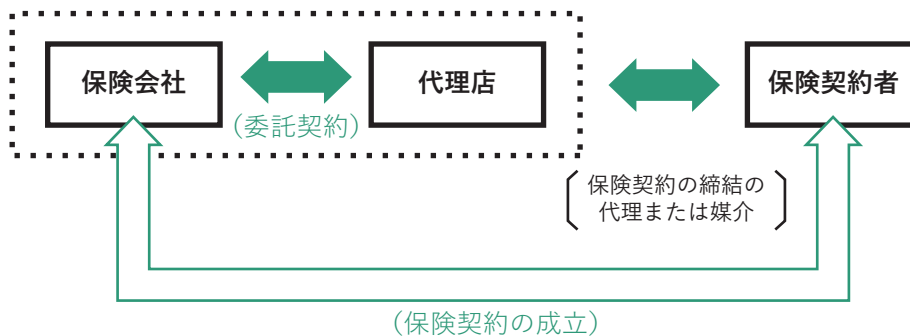 保険会社
代理店
保険契約者
（委託契約）
保険契約の締結の
代理または媒介
（保険契約の成立）